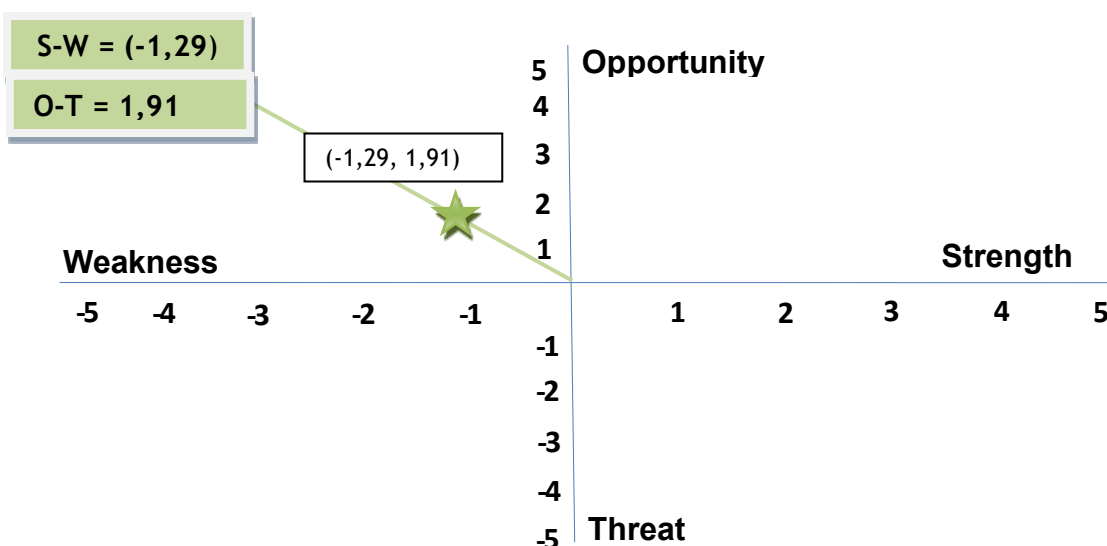 S-W = (-1,29)
O-T = 1,91
(-1,29, 1,91)
Opportunity
5
4
3
2
1
Weakness
Strength
-5 -4 -3 -2 -1 1 2 3 4 5
-1
-2
-3
-4
-5
Threat